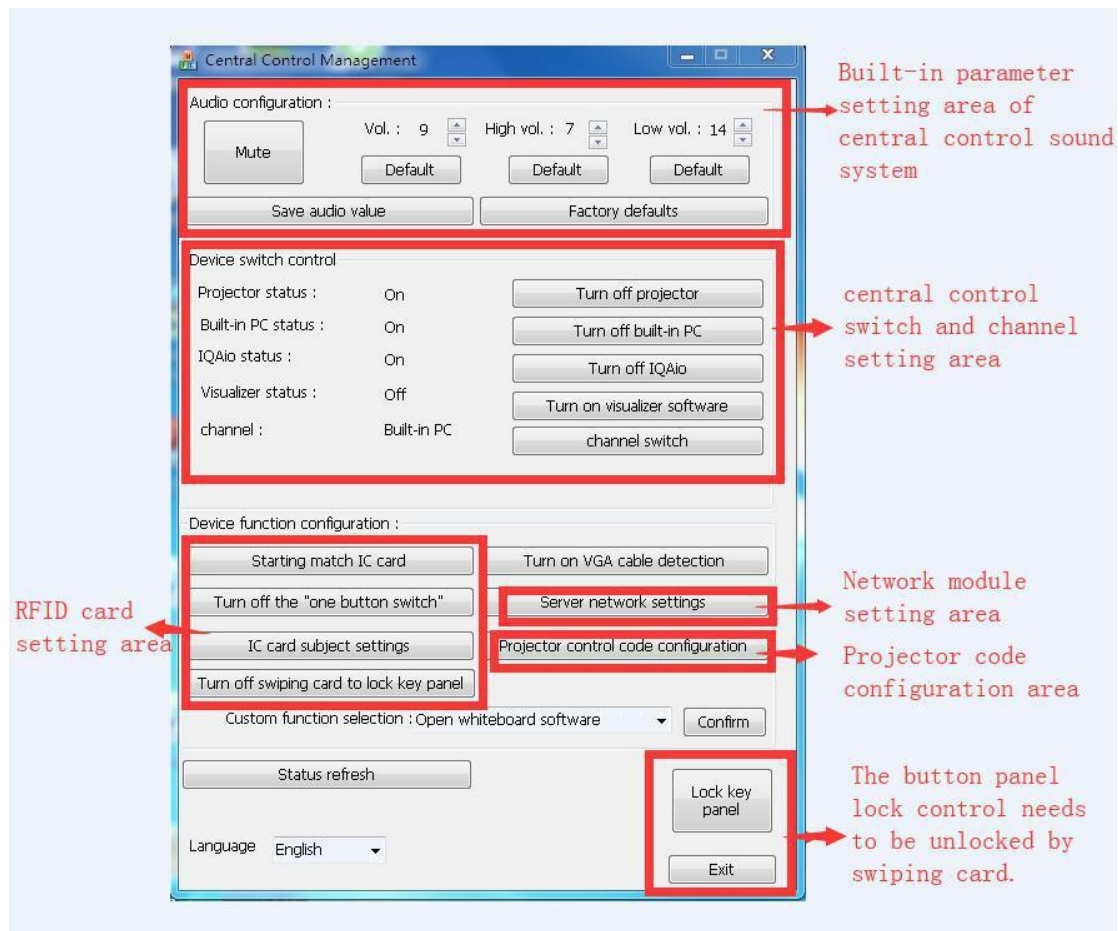 Central Control Management
Built-in parameter
setting area of
central control sound
system
Audio configuration :
Mute
Vol. : 9
High vol. : 7
Low vol. : 14
Default
Default
Default
Save audio value
Factory defaults
Device switch control
Projector status : On
Turn off projector
Built-in PC status : On
Turn off built-in PC
IQAio status : On
Turn off IQAio
Visualizer status : Off
Turn on visualizer software
channel : Built-in PC
channel switch
central control
switch and channel
setting area
Device function configuration :
Starting match IC card
Turn on VGA cable detection
Turn off the "one button switch"
Server network settings
IC card subject settings
Projector control code configuration
Turn off swiping card to lock key panel
RFID card
setting area
Network module
setting area
Projector code
configuration area
Custom function selection : Open whiteboard software
Confirm
Status refresh
Lock key
panel
Language English
Exit
The button panel
lock control needs
to be unlocked by
swiping card.